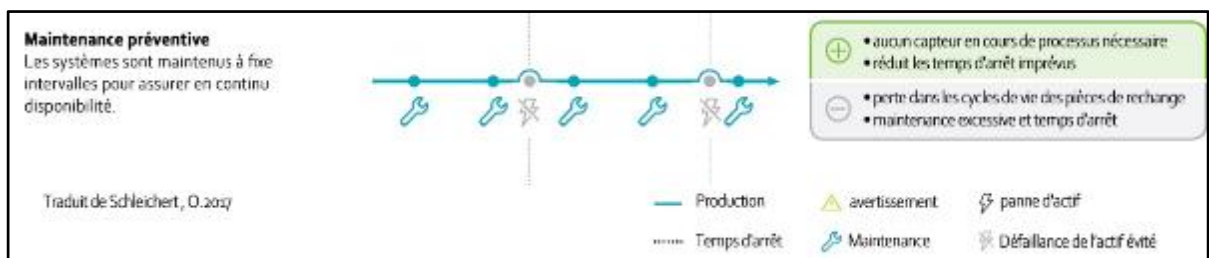 Maintenance préventive
Les systèmes sont maintenus à fixe
intervalles pour assurer en continu
disponibilité.
• aucun capteur en cours de processus nécessaire
• réduit les temps d'arrêt imprévus
• perte dans les cycles de vie des pièces de rechange
• maintenance excessive et temps d'arrêt
Traduit de Schleichert, O.2017
Production
avertissement
panne d'actif
Temps d'arrêt
Maintenance
Défaillance de l'actif évité